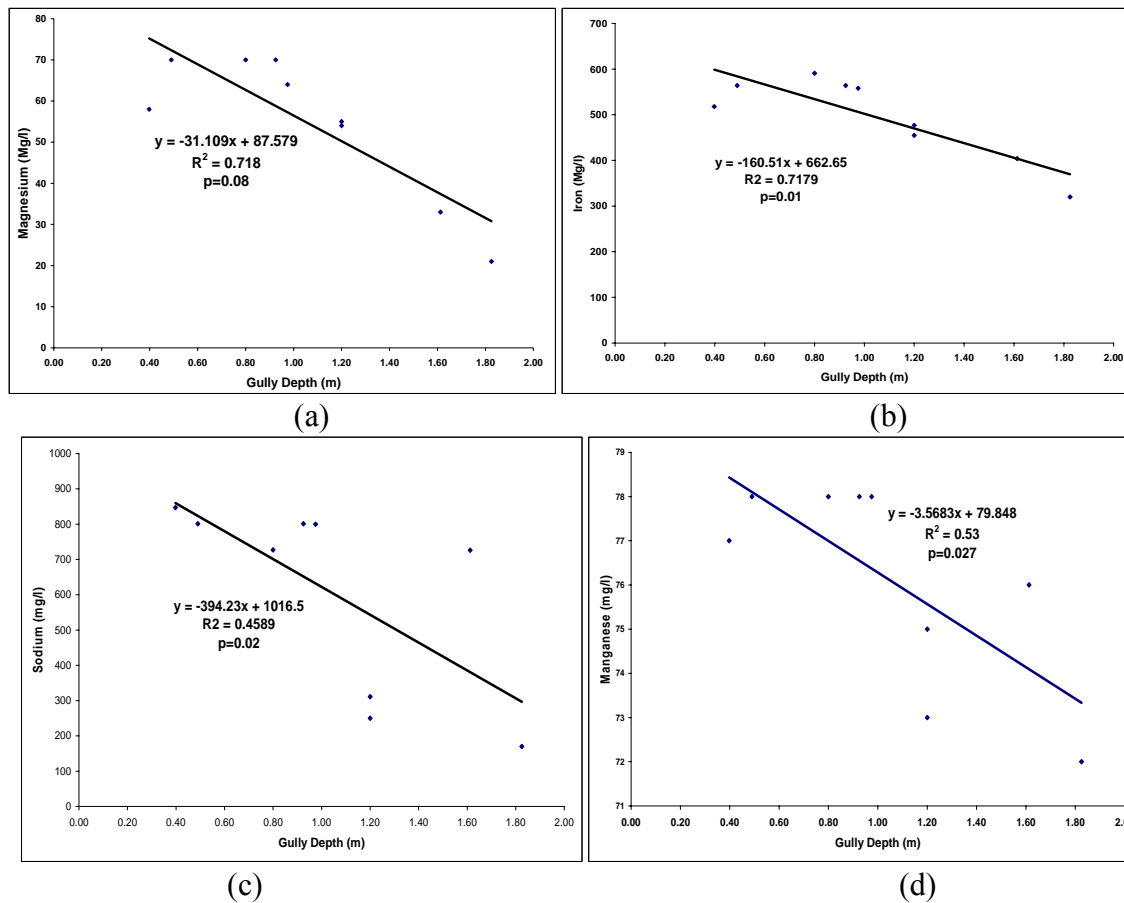 80
70
60
50
40
30
20
10
0
Magnesium (Mg/l)
y = -31.109x + 87.579
R² = 0.718
p=0.08
0.00 0.20 0.40 0.60 0.80 1.00 1.20 1.40 1.60 1.80 2.00
Gully Depth (m)
(a)
700
600
500
400
300
200
100
0
Iron (Mg/l)
y = -160.51x + 662.65
R2 = 0.7179
p=0.01
0.00 0.20 0.40 0.60 0.80 1.00 1.20 1.40 1.60 1.80 2.00
Gully Depth (m)
(b)
1000
900
800
700
600
500
400
300
200
100
0
Sodium (mg/l)
y = -394.23x + 1016.5
R2 = 0.4589
p=0.02
0.00 0.20 0.40 0.60 0.80 1.00 1.20 1.40 1.60 1.80 2.00
Gully Depth (m)
(c)
79
78
77
76
75
74
73
72
71
Manganese (mg/l)
y = -3.5683x + 79.848
R² = 0.53
p=0.027
0.00 0.20 0.40 0.60 0.80 1.00 1.20 1.40 1.60 1.80 2.00
Gully Depth (m)
(d)